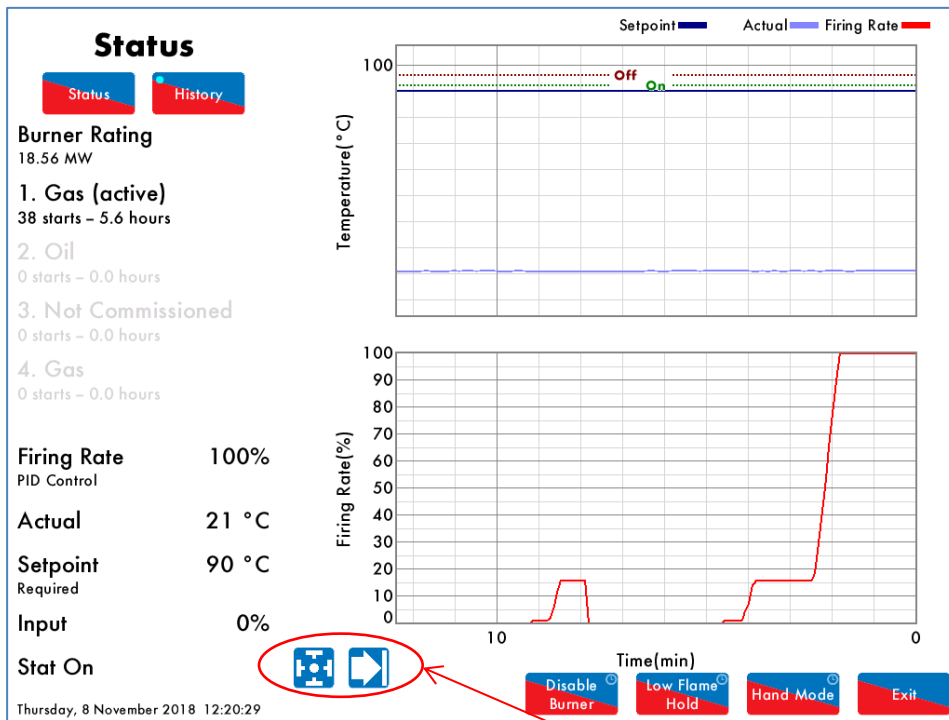 Status
Status
History
Burner Rating
18.56 MW
1. Gas (active)
38 starts – 5.6 hours
2. Oil
0 starts – 0.0 hours
3. Not Commissioned
0 starts – 0.0 hours
4. Gas
0 starts – 0.0 hours
Firing Rate 100%
PID Control
Actual 21 °C
Setpoint 90 °C
Required
Input 0%
Stat On
Thursday, 8 November 2018 12:20:29
Setpoint Actual Firing Rate
100
Off
On
Temperature(°C)
100
90
80
70
60
50
40
30
20
10
0
Firing Rate(%)
10 0
Time(min)
Disable
Burner
Low Flame
Hold
Hand Mode
Exit